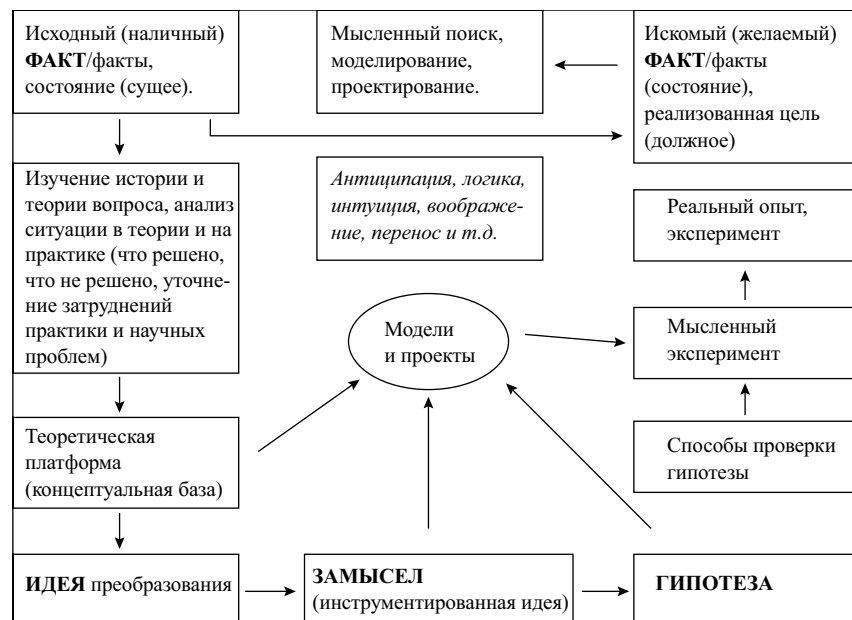 Исходный (наличный)
ФАКТ/факты,
состояние (сущее).
Мысленный поиск,
моделирование,
проектирование.
Искомый (желаемый)
ФАКТ/факты
(состояние),
реализованная цель
(должное)
Изучение истории и
теории вопроса, анализ
ситуации в теории и на
практике (что решено,
что не решено, уточне-
ние затруднений
практики и научных
проблем)
Антиципация, логика,
интуиция, воображе-
ние, перенос и т.д.
Реальный опыт,
эксперимент
Модели
и проекты
Мысленный
эксперимент
Теоретическая
платформа
(концептуальная база)
Способы проверки
гипотезы
ИДЕЯ преобразования
ЗАМЫСЕЛ
(инструментированная идея)
ГИПОТЕЗА